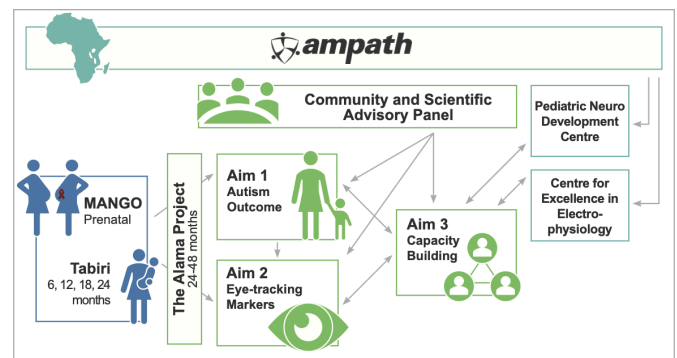 ampath
Community and Scientific
Advisory Panel
Pediatric Neuro
Development
Centre
Centre for
Excellence in
Electro-
physiology
MANGO
Prenatal
Tabiri
6, 12, 18, 24
months
The Alama Project
24-48 months
Aim 1
Autism
Outcome
Aim 2
Eye-tracking
Markers
Aim 3
Capacity
Building